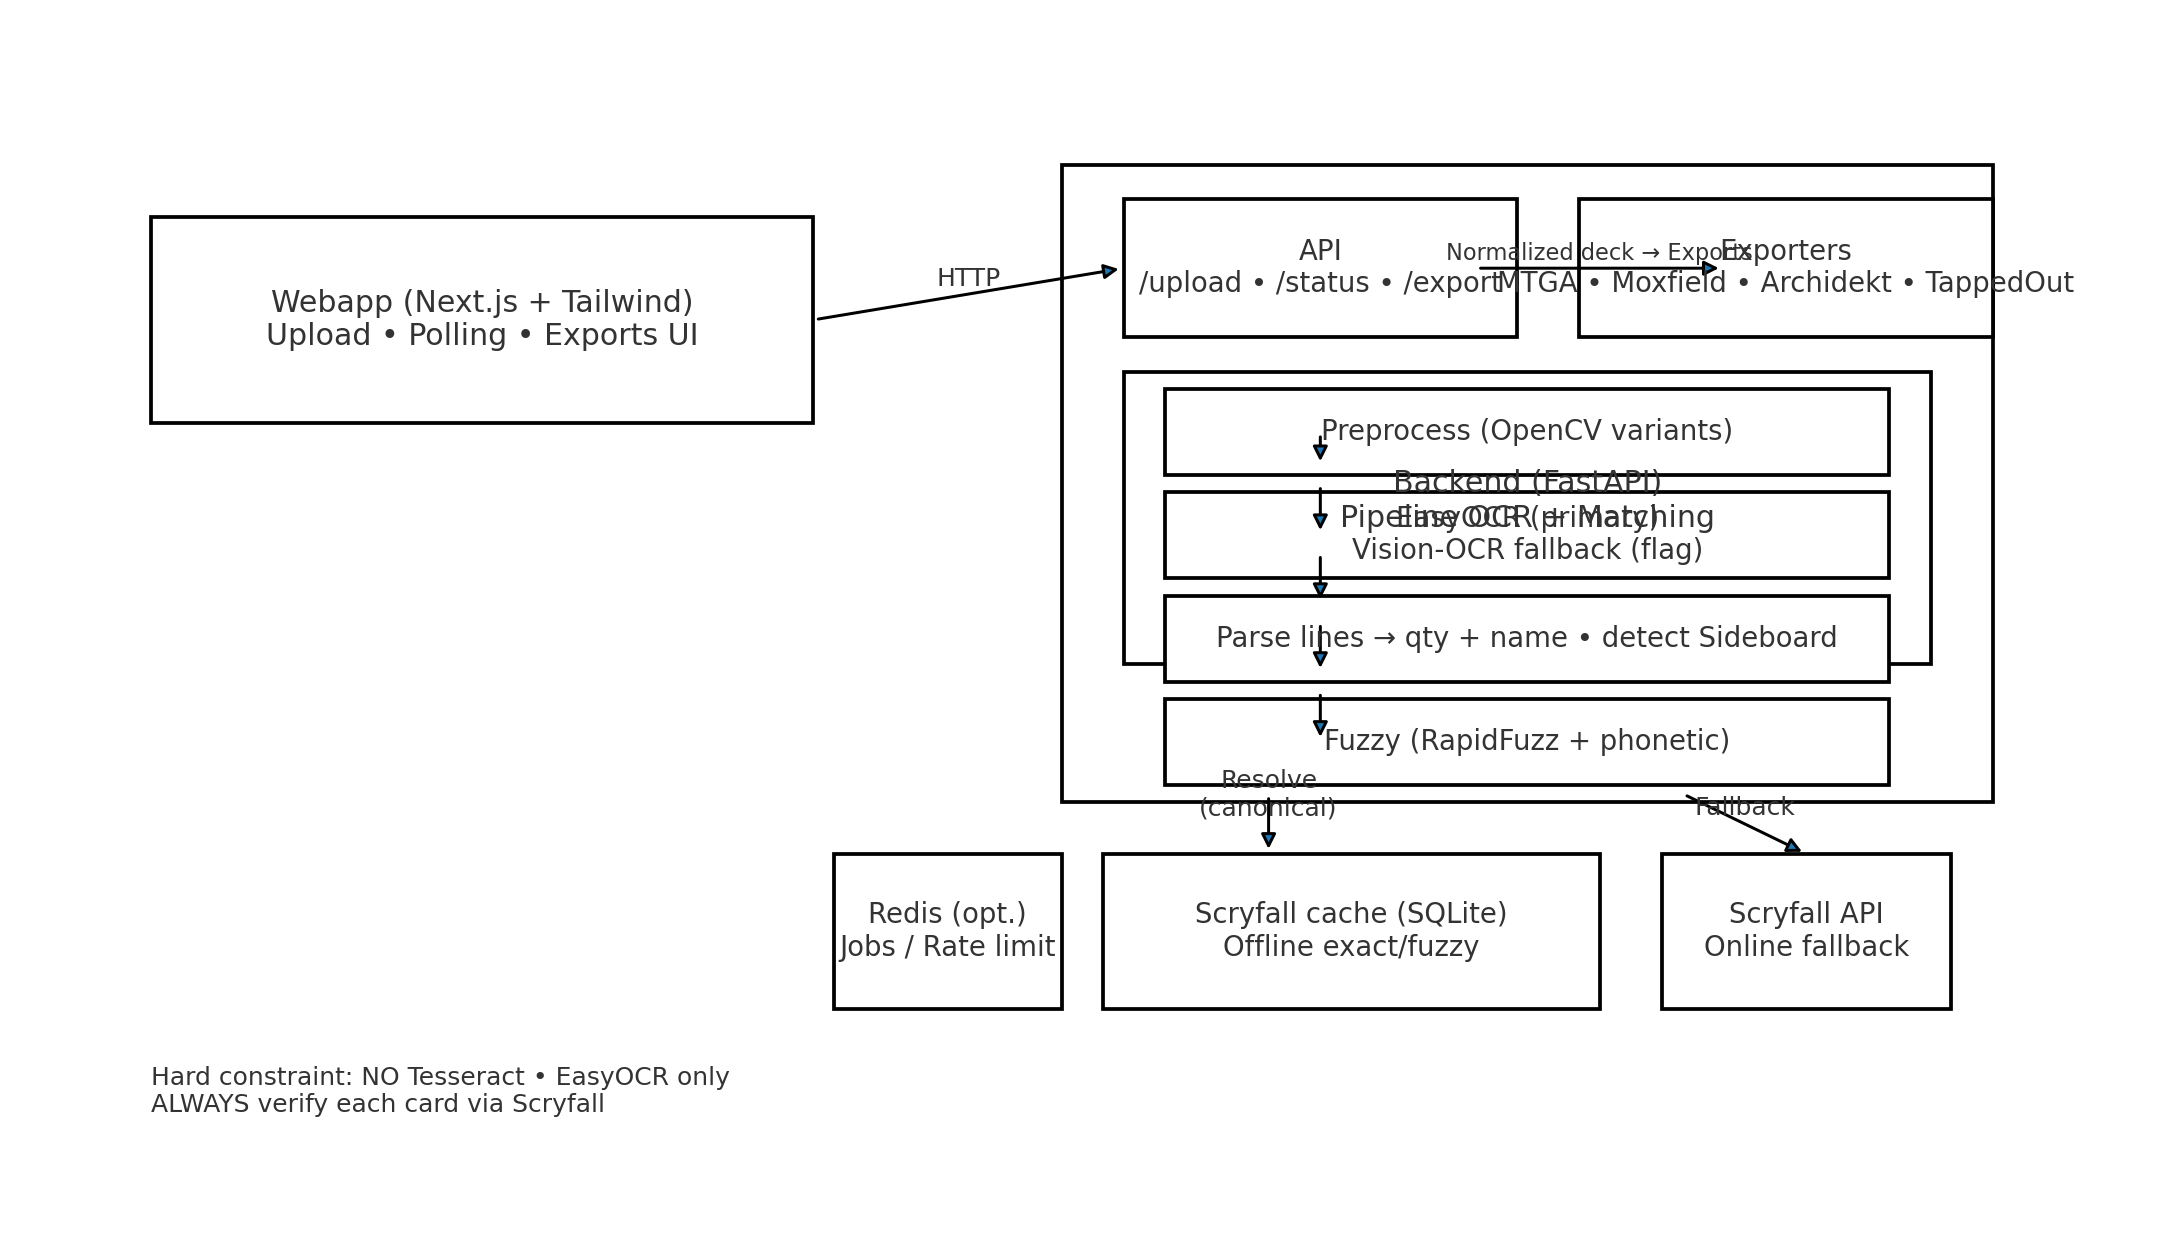 Webapp (Next.js + Tailwind)
Upload • Polling • Exports UI
HTTP
API
/upload • /status • /export
Normalized deck → Exports
Exporters
MTGA • Moxfield • Archidekt • TappedOut
Preprocess (OpenCV variants)
Backend (FastAPI)
Pipeline OCR + Matching
EasyOCR (primary)
Vision-OCR fallback (flag)
Parse lines → qty + name • detect Sideboard
Fuzzy (RapidFuzz + phonetic)
Resolve
(canonical)
Fallback
Redis (opt.)
Jobs / Rate limit
Scryfall cache (SQLite)
Offline exact/fuzzy
Scryfall API
Online fallback
Hard constraint: NO Tesseract • EasyOCR only
ALWAYS verify each card via Scryfall